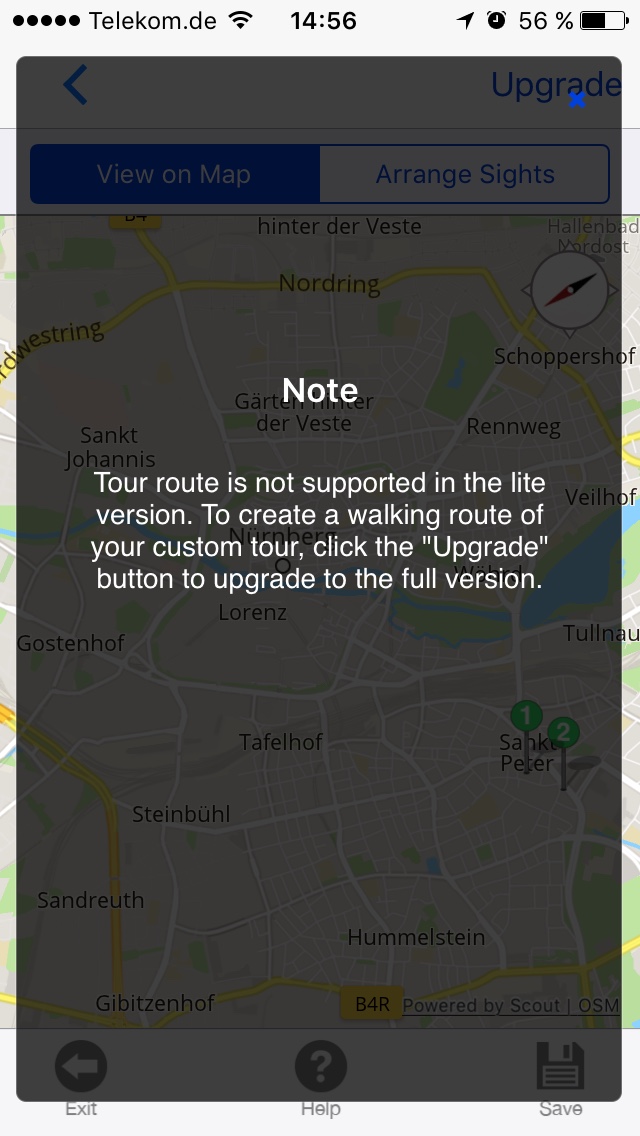 Telekom.de 14:56 56 %
Upgrade
View on Map Arrange Sights
B4
hinter der Veste
Hallenbad
Nordost
Nordring
rdwestring
Schoppershof
Note
Gärten hinter
der Veste
Rennweg
Sankt
Johannis
Tour route is not supported in the lite
version. To create a walking route of
your custom tour, click the "Upgrade"
button to upgrade to the full version.
Veilhof
Nürnberg
Wöhrd
Lorenz
Gostenhof
Tullnau
1
2
Tafelhof
Sankt
Peter
Steinbühl
Sandreuth
Hummelstein
Gibitzenhof
B4R
Powered by Scout | OSM
?
Exit Help Save